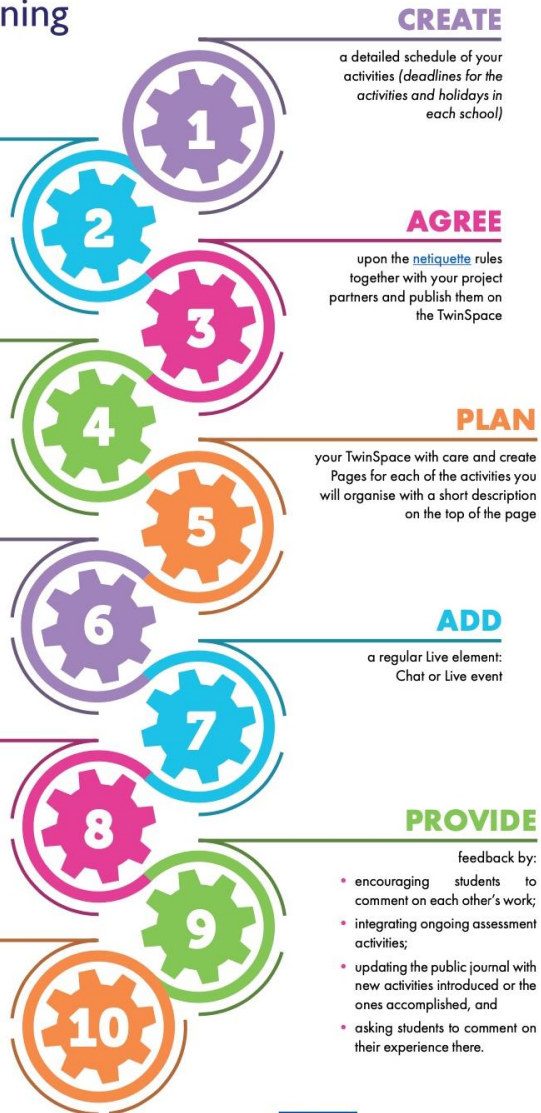 ning
CREATE
a detailed schedule of your
activities (deadlines for the
activities and holidays in
each school)
1
2
AGREE
upon the netiquette rules
together with your project
partners and publish them on
the TwinSpace
3
4
PLAN
your TwinSpace with care and create
Pages for each of the activities you
will organise with a short description
on the top of the page
5
6
ADD
a regular Live element:
Chat or Live event
7
8
PROVIDE
feedback by:
• encouraging students to
comment on each other's work;
• integrating ongoing assessment
activities;
• updating the public journal with
new activities introduced or the
ones accomplished, and
• asking students to comment on
their experience there.
9
10